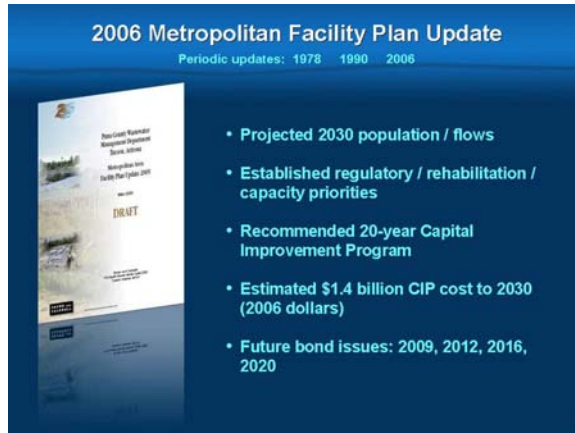 2006 Metropolitan Facility Plan Update
Periodic updates: 1978 1990 2006
Pima County Wastewater
Management Department
Tucson, Arizona
Metropolitan Area
Facility Plan Update
DRAFT
• Projected 2030 population / flows
• Established regulatory / rehabilitation /
capacity priorities
• Recommended 20-year Capital
Improvement Program
• Estimated $1.4 billion CIP cost to 2030
(2006 dollars)
• Future bond issues: 2009, 2012, 2016,
2020